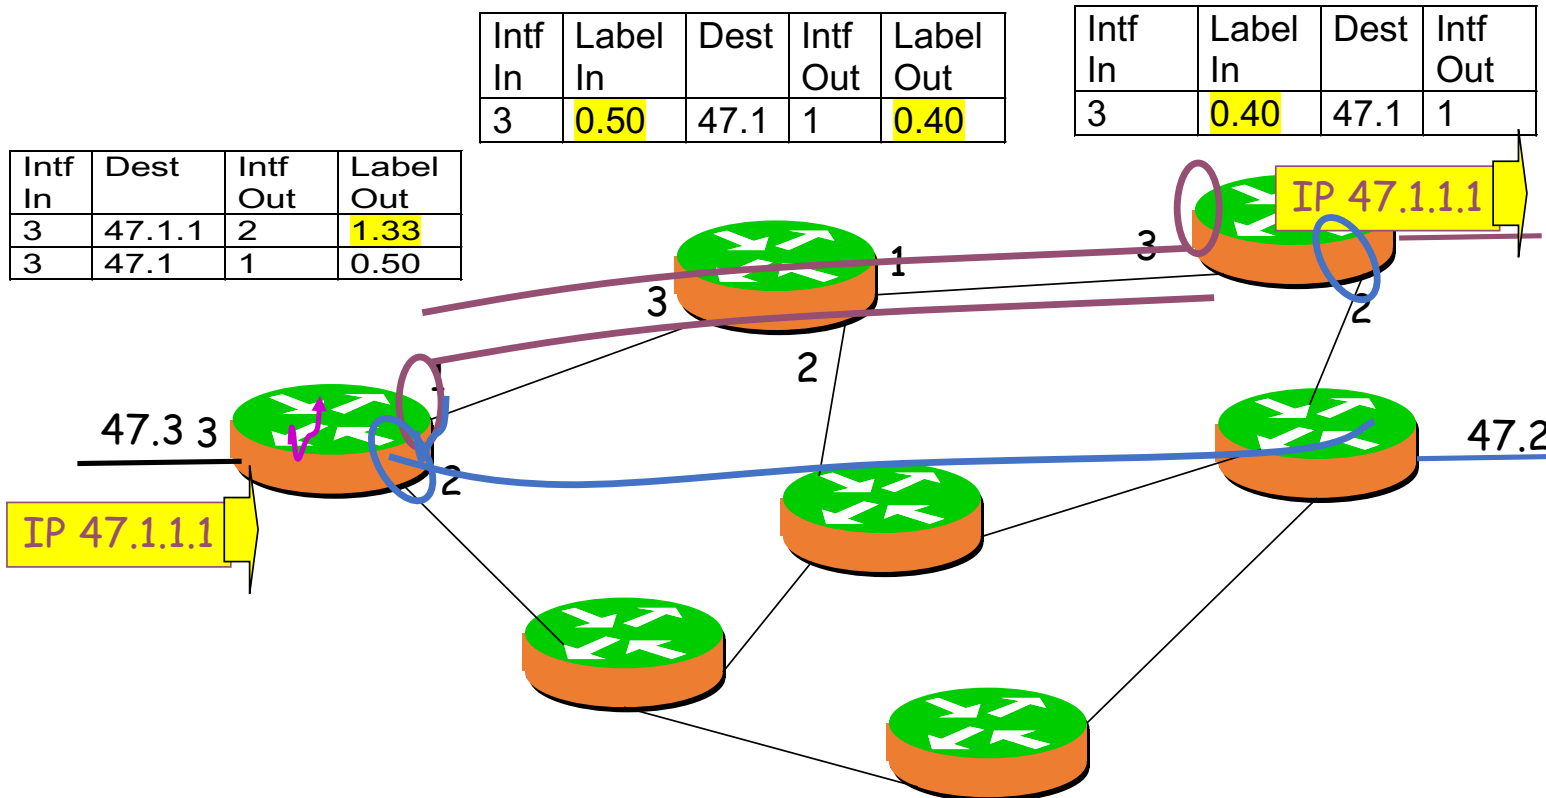 Intf In Label In Dest Intf Out Label Out
3 0.50 47.1 1 0.40
Intf In Label In Dest Intf Out
3 0.40 47.1 1
Intf In Dest Intf Out Label Out
3 47.1.1 2 1.33
3 47.1 1 0.50
IP 47.1.1.1
1
3
3
2
2
1
47.3 3
47.2
2
IP 47.1.1.1